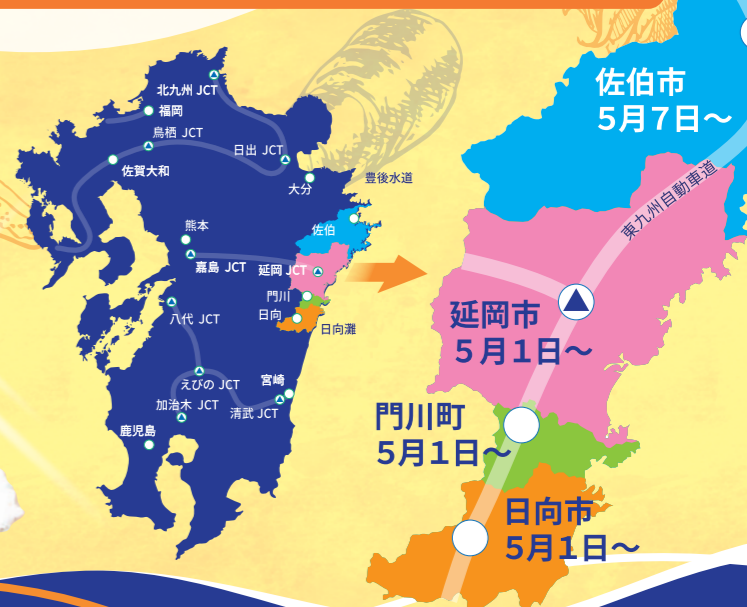 北九州 JCT
福岡
鳥栖 JCT
日出 JCT
佐賀大和
大分
豊後水道
熊本
佐伯
嘉島 JCT
延岡 JCT
門川
日向
日向灘
八代 JCT
えびの JCT
宮崎
加治木 JCT
清武 JCT
鹿児島
佐伯市
5月7日～
東九州自動車道
延岡市
5月1日～
門川町
5月1日～
日向市
5月1日～